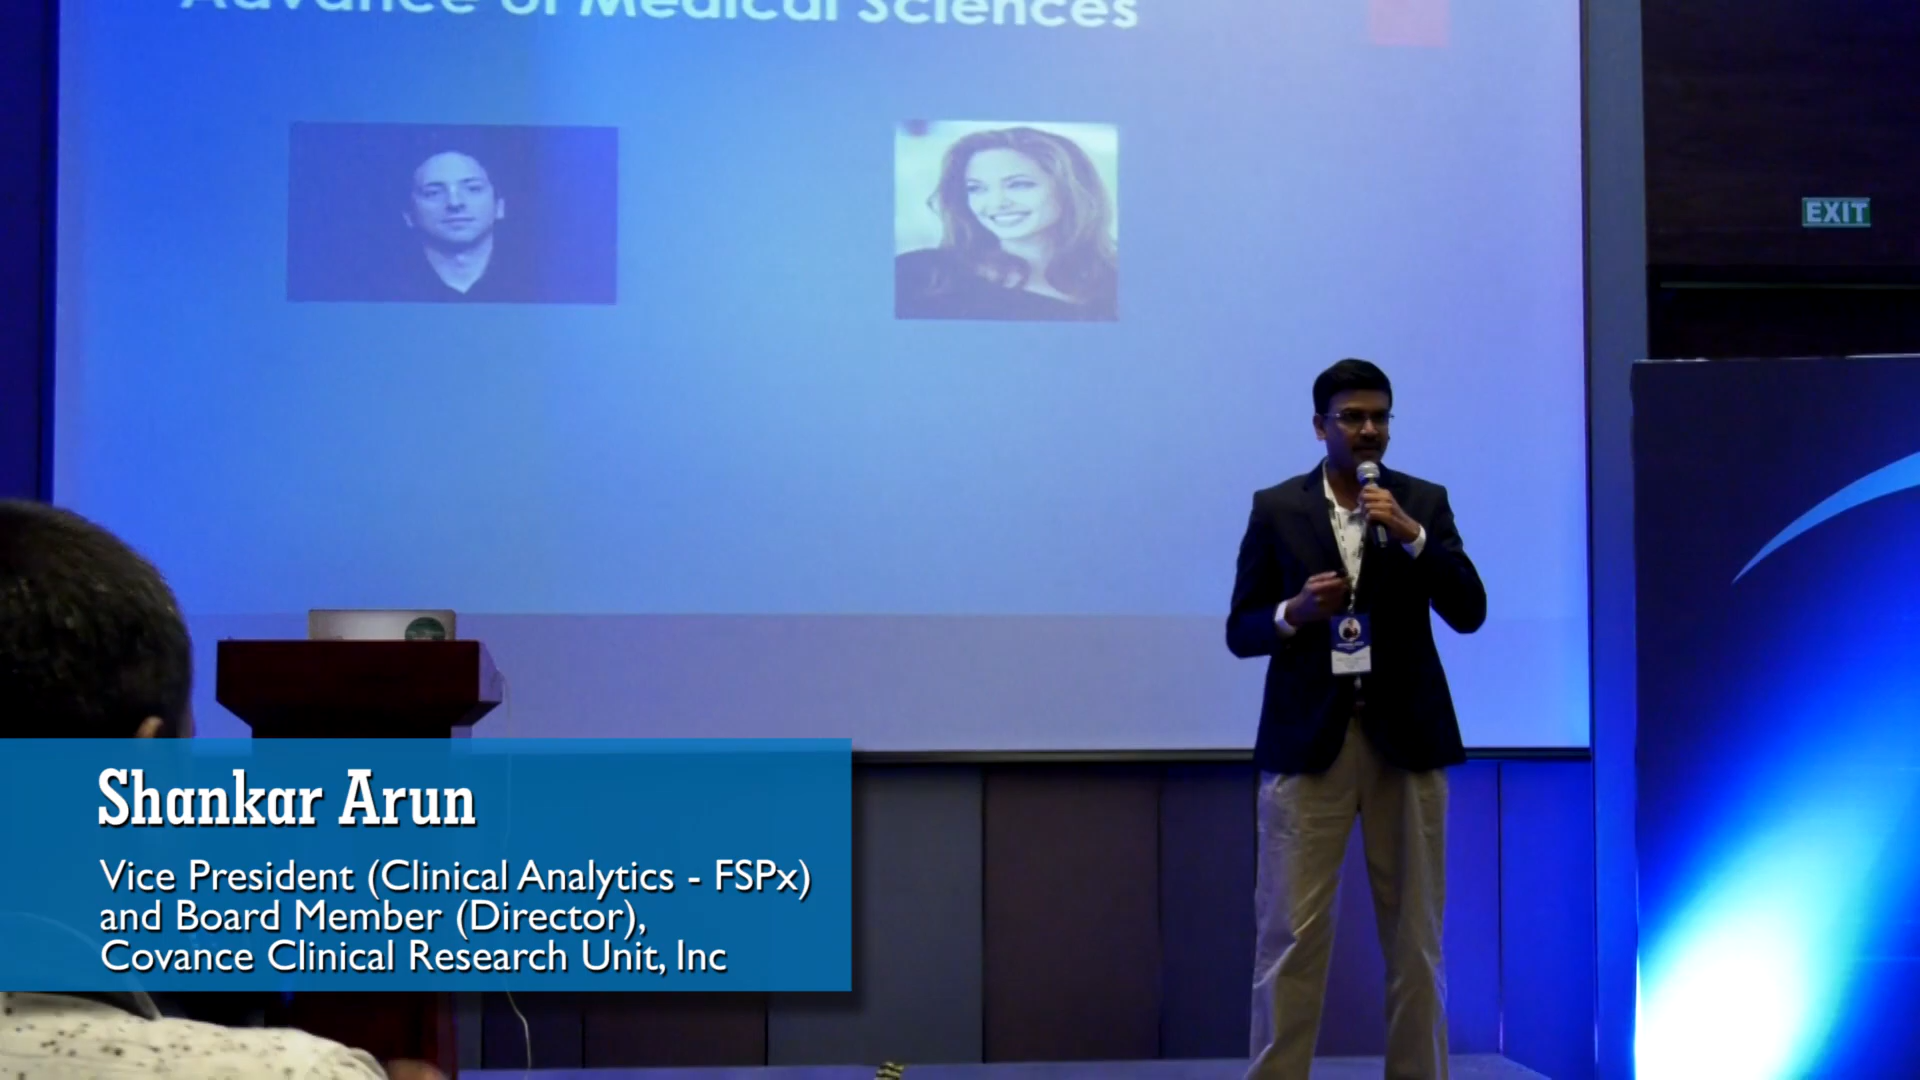 Advance of Medical Sciences
EXIT
Shankar Arun
Vice President (Clinical Analytics - FSPx)
and Board Member (Director),
Covance Clinical Research Unit, Inc